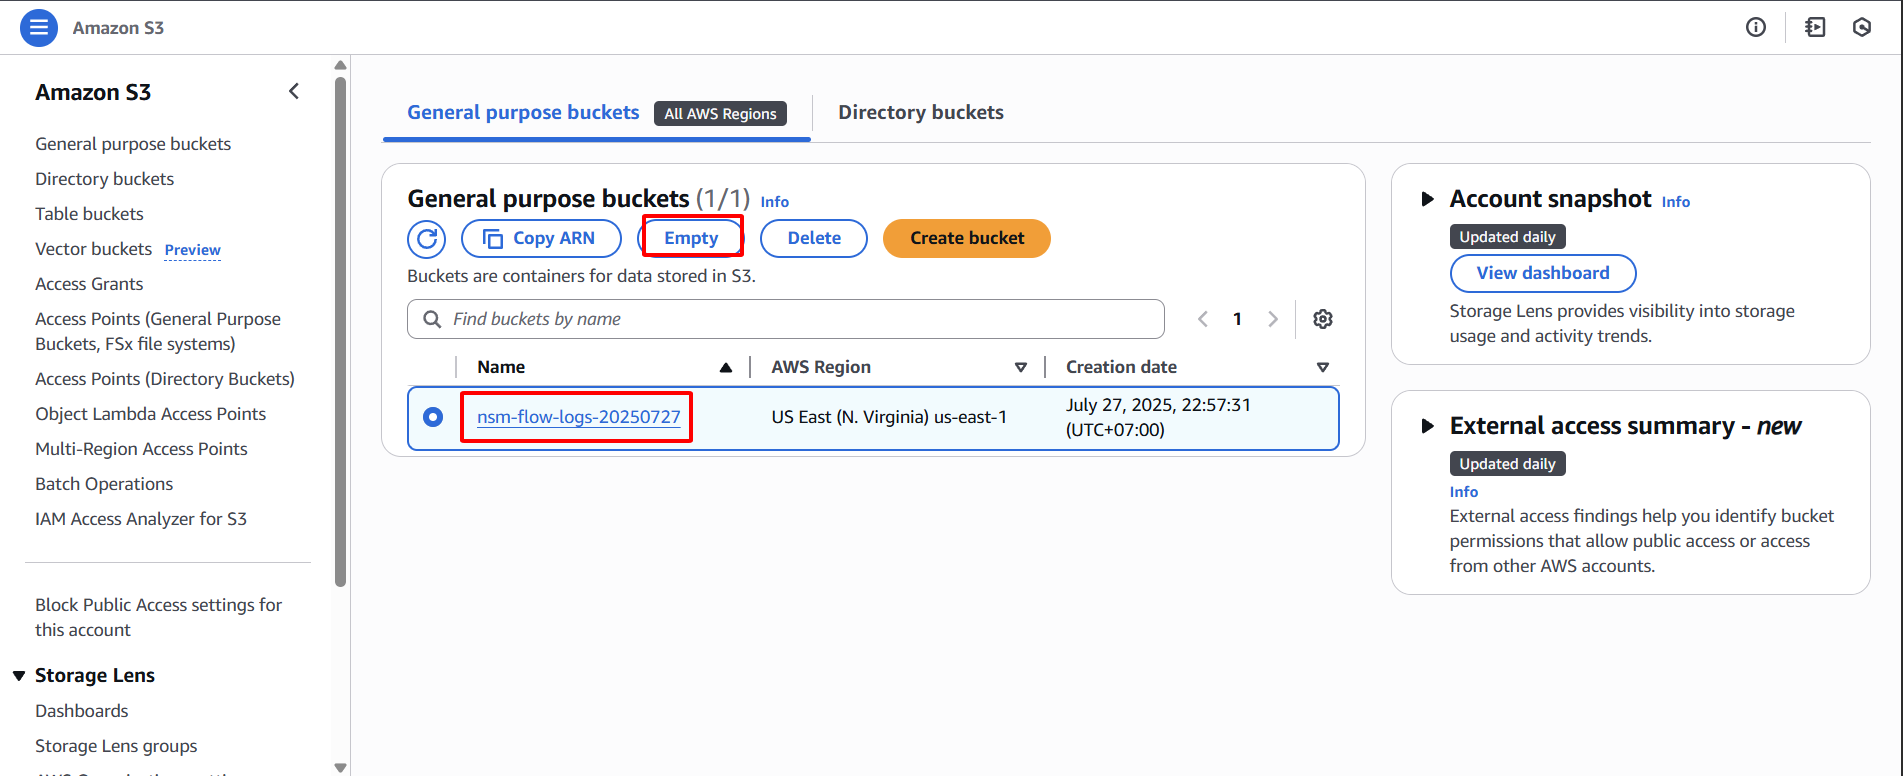 Amazon S3
Amazon S3
General purpose buckets
Directory buckets
Table buckets
Vector buckets Preview
Access Grants
Access Points (General Purpose
Buckets, FSx file systems)
Access Points (Directory Buckets)
Object Lambda Access Points
Multi-Region Access Points
Batch Operations
IAM Access Analyzer for S3
Block Public Access settings for
this account
Storage Lens
Dashboards
Storage Lens groups
General purpose buckets All AWS Regions Directory buckets
General purpose buckets (1/1) Info
Copy ARN Empty Delete Create bucket
Buckets are containers for data stored in S3.
Find buckets by name 1
Name AWS Region Creation date
nsm-flow-logs-20250727 US East (N. Virginia) us-east-1 July 27, 2025, 22:57:31
(UTC+07:00)
Account snapshot Info
Updated daily
View dashboard
Storage Lens provides visibility into storage
usage and activity trends.
External access summary - new
Updated daily
Info
External access findings help you identify bucket
permissions that allow public access or access
from other AWS accounts.